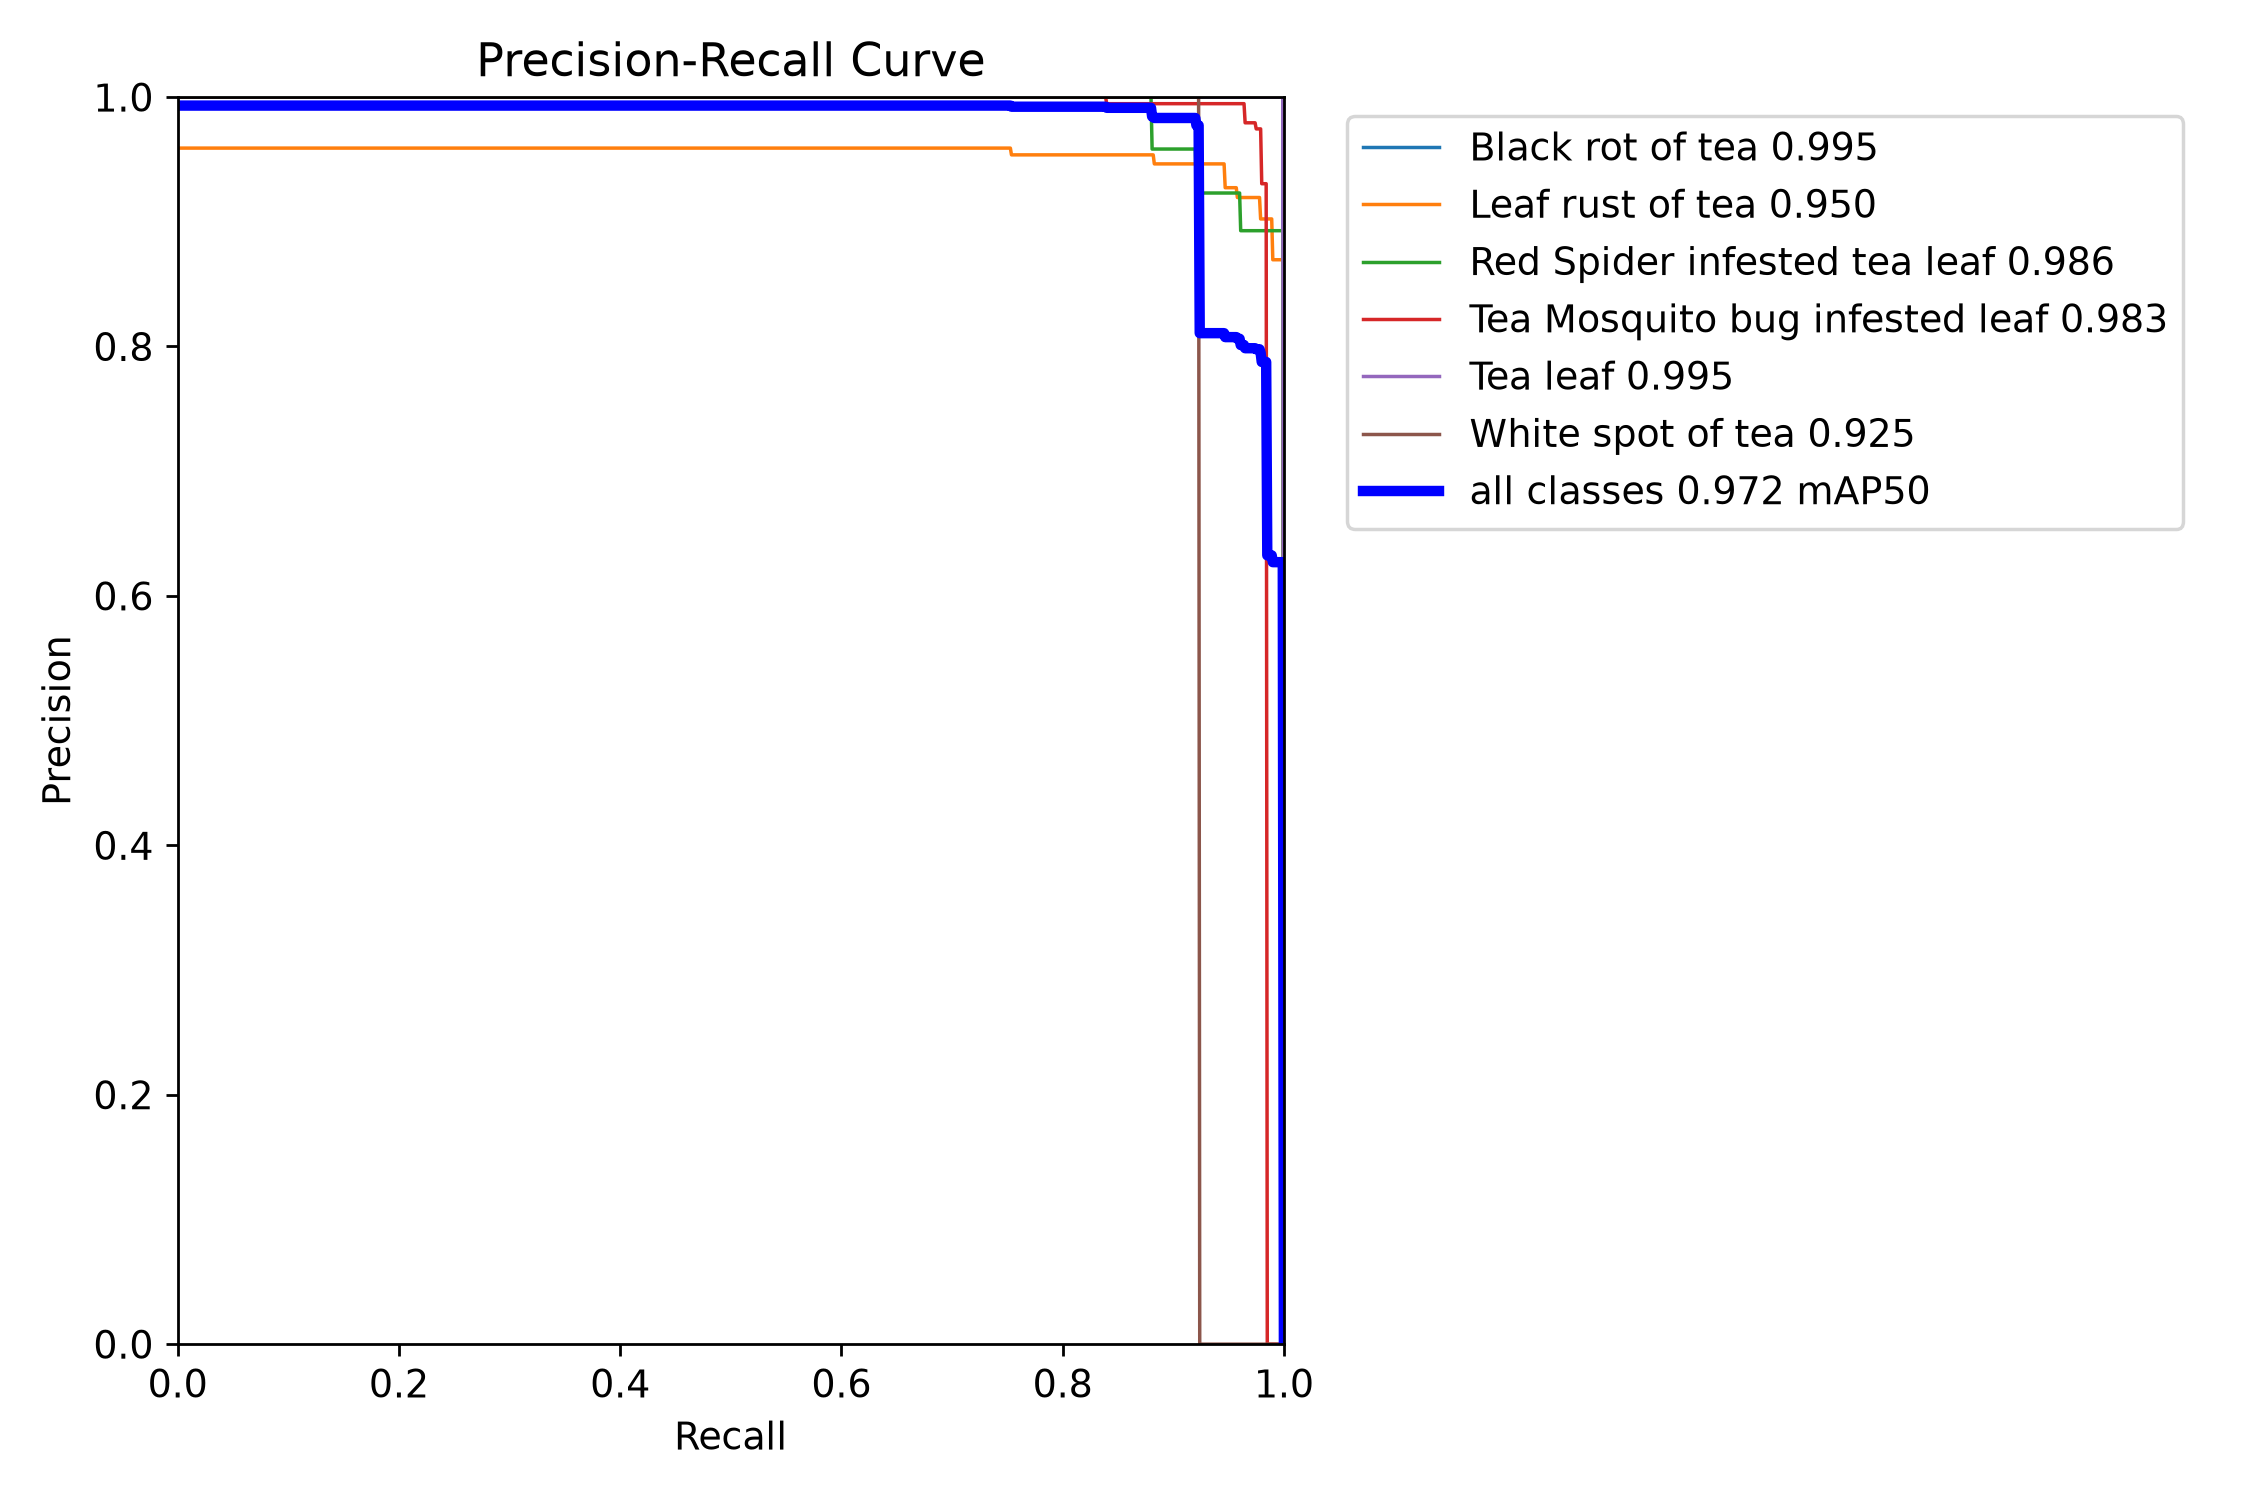 Precision-Recall Curve
1.0
0.8
0.6
0.4
0.2
0.0
Precision
0.0 0.2 0.4 0.6 0.8 1.0
Recall
Black rot of tea 0.995
Leaf rust of tea 0.950
Red Spider infested tea leaf 0.986
Tea Mosquito bug infested leaf 0.983
Tea leaf 0.995
White spot of tea 0.925
all classes 0.972 mAP50